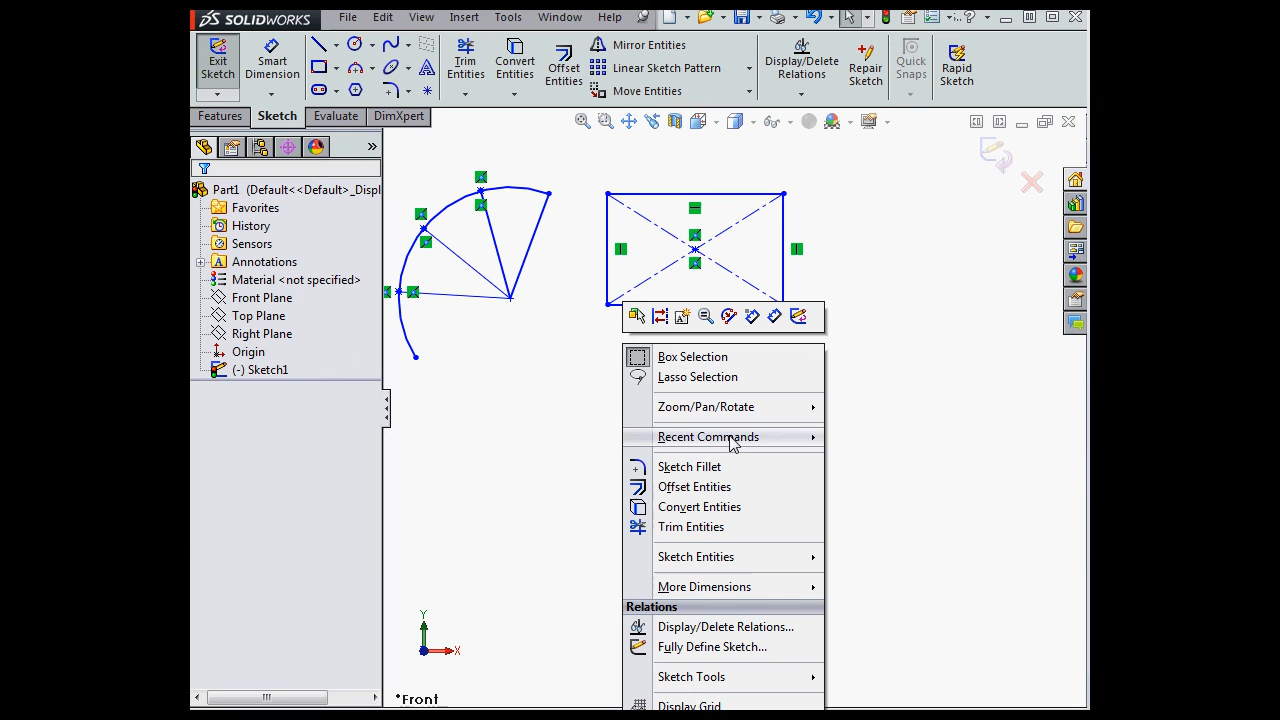 SOLIDWORKS File Edit View Insert Tools Window Help
Exit Sketch
Smart Dimension
Trim Entities
Convert Entities
Offset Entities
Mirror Entities
Linear Sketch Pattern
Move Entities
Display/Delete Relations
Repair Sketch
Quick Snaps
Rapid Sketch
Features Sketch Evaluate DimXpert
Part1 (Default<<Default>_Displ
Favorites
History
Sensors
Annotations
Material <not specified>
Front Plane
Top Plane
Right Plane
Origin
(-) Sketch1
Box Selection
Lasso Selection
Zoom/Pan/Rotate
Recent Commands
Sketch Fillet
Offset Entities
Convert Entities
Trim Entities
Sketch Entities
More Dimensions
Relations
Display/Delete Relations...
Fully Define Sketch...
Sketch Tools
Display Grid
Y
X
*Front